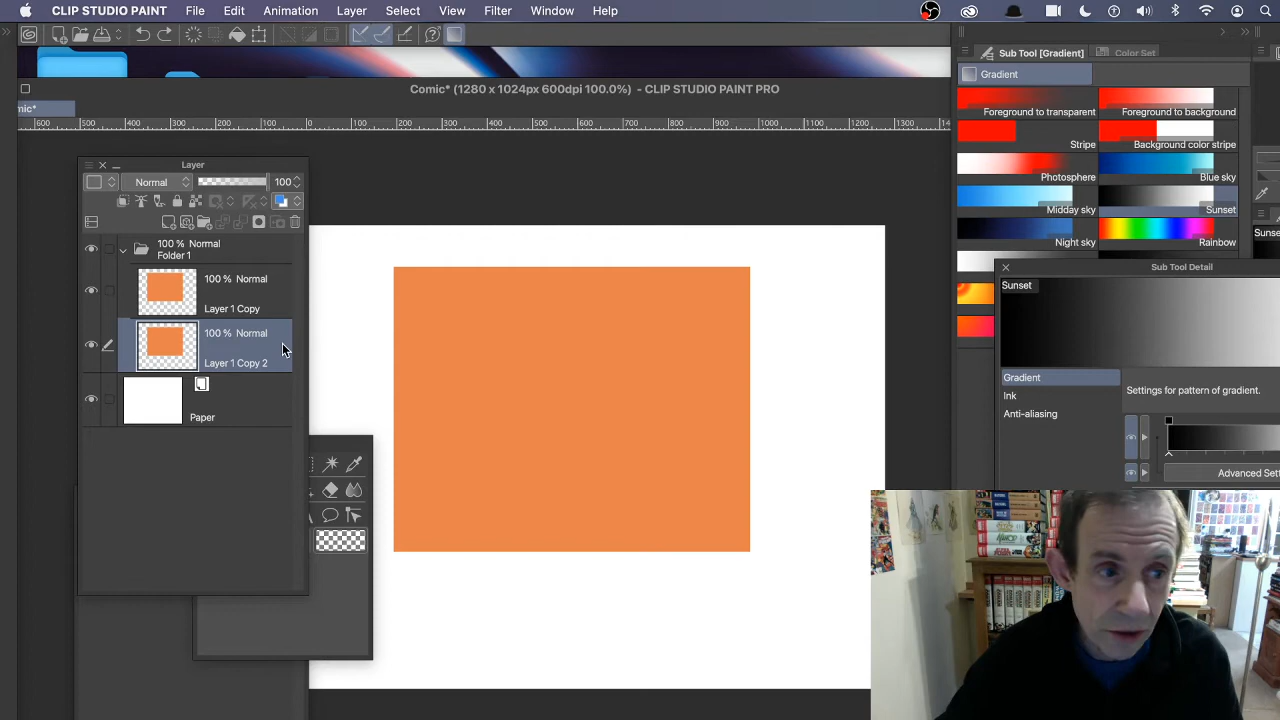 CLIP STUDIO PAINT File Edit Animation Layer Select View Filter Window Help
Comic* (1280 x 1024px 600dpi 100.0%) - CLIP STUDIO PAINT PRO
mic*
600 500 400 300 200 100 0 100 200 300 400 500 600 700 800 900 1000 1100 1200 1300 1400
Layer
Normal 100
100 % Normal
Folder 1
100 % Normal
Layer 1 Copy
100 % Normal
Layer 1 Copy 2
Paper
Sub Tool [Gradient] Color Set
Gradient
Foreground to transparent Foreground to background
Stripe Background color stripe
Photosphere Blue sky
Midday sky Sunset
Night sky Rainbow
Sunse
Sub Tool Detail
Sunset
Gradient
Ink
Anti-aliasing
Settings for pattern of gradient.
Advanced Sett